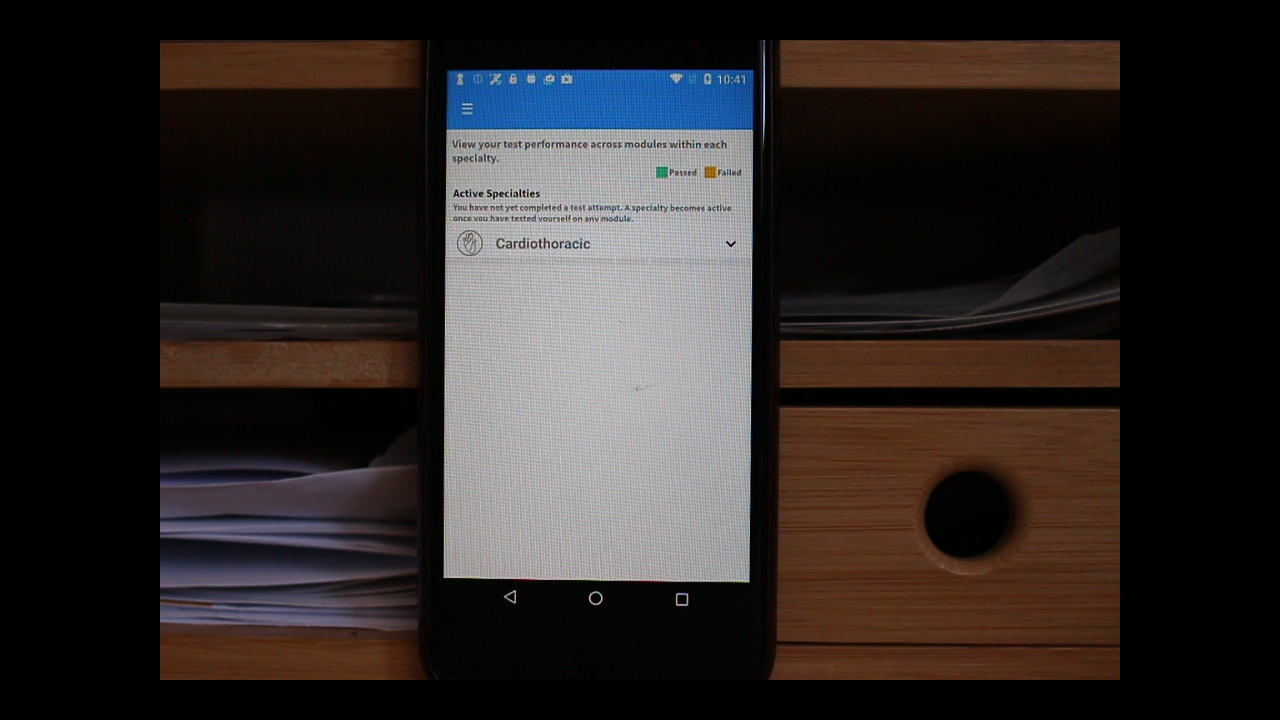 10:41
View your test performance across modules within each
specialty.
Passed Failed
Active Specialties
You have not yet completed a test attempt. A specialty becomes active
once you have tested yourself on any module.
Cardiothoracic